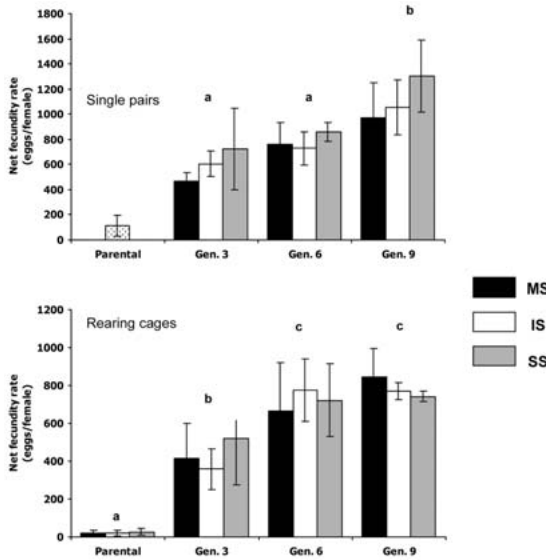 1800
1600
1400
1200
1000
800
600
400
200
0
Net fecundity rate
(eggs/female)
Single pairs
a
a
b
Parental
Gen. 3
Gen. 6
Gen. 9
1200
1000
800
600
400
200
0
Net fecundity rate
(eggs/female)
Rearing cages
a
b
c
c
Parental
Gen. 3
Gen. 6
Gen. 9
MS
IS
SS